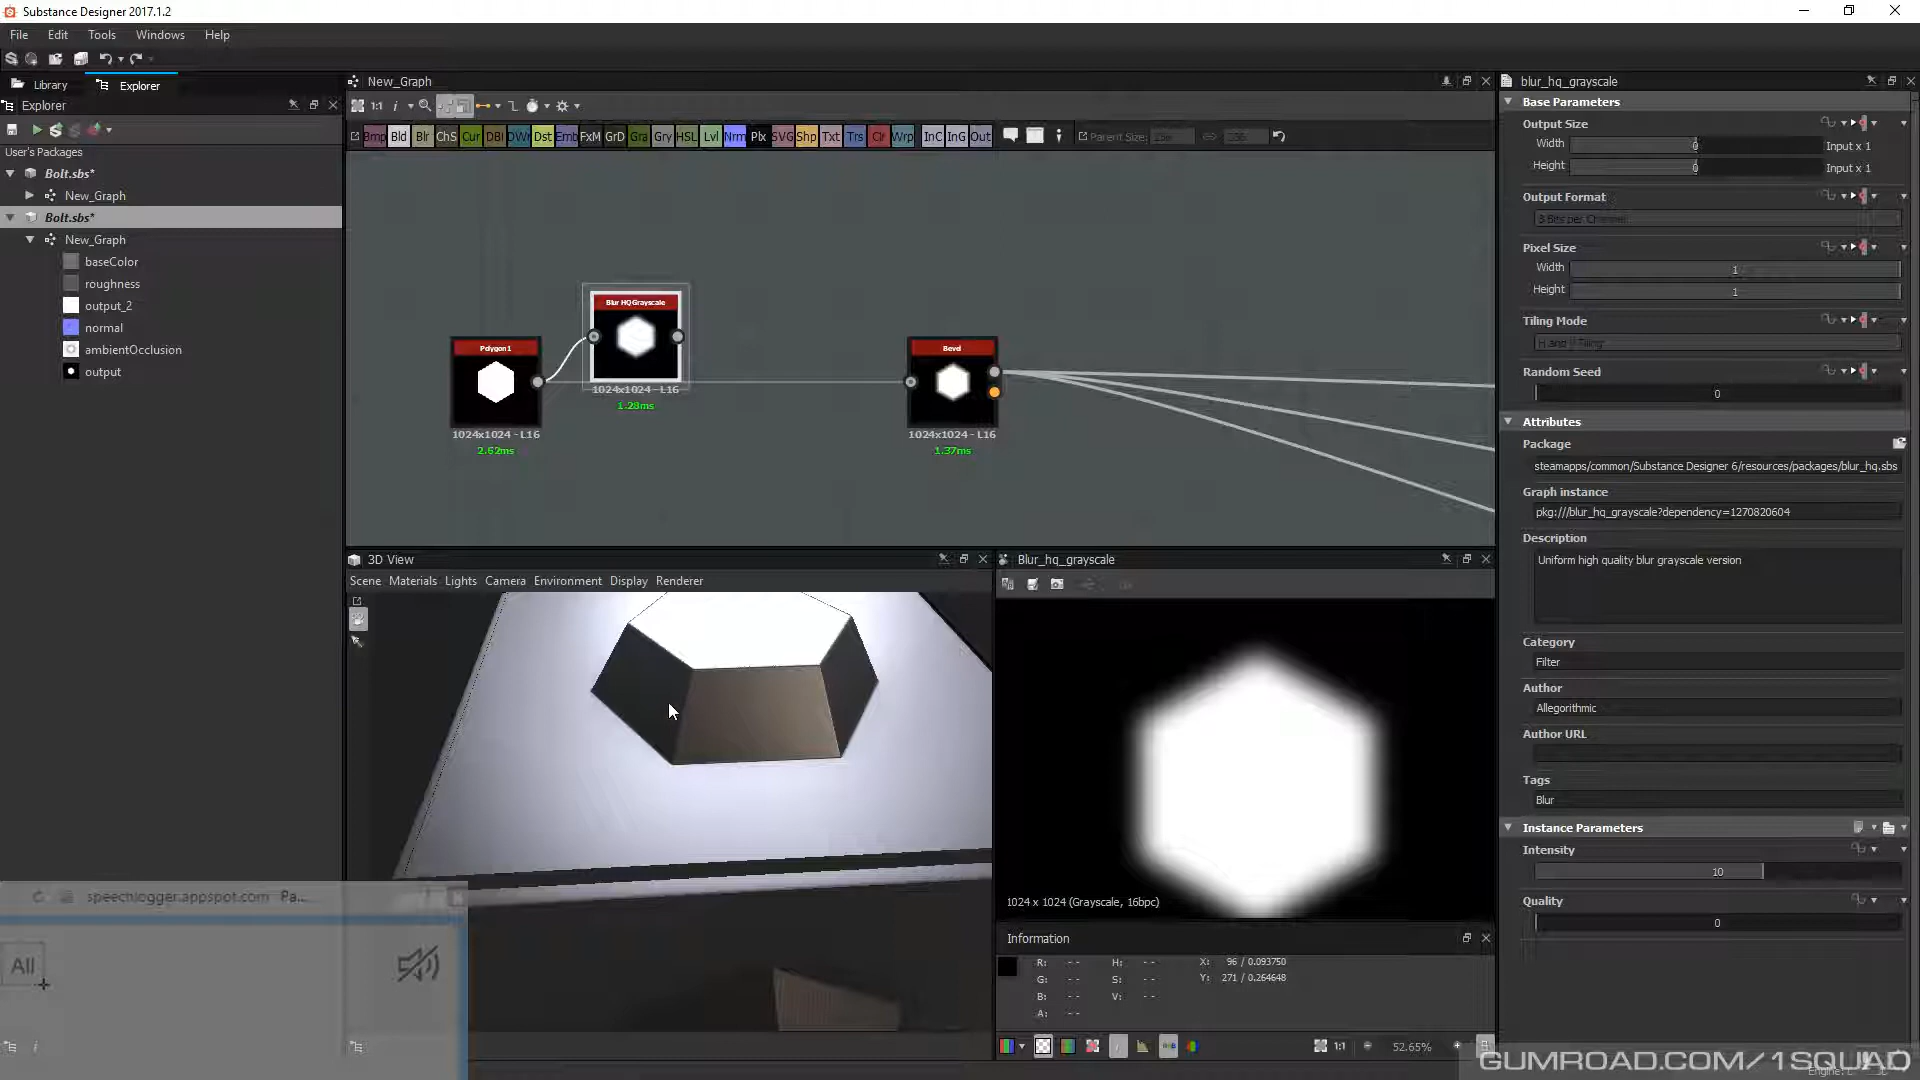 Substance Designer 2017.1.2
File Edit Tools Windows Help
Library Explorer
Explorer
User's Packages
Bolt.sbs*
New_Graph
Bolt.sbs*
New_Graph
baseColor
roughness
output_2
normal
ambientOcclusion
output
New_Graph
1:1
Bmp Bld Blr ChS Cur DBl DWr Dst Emb FxM GrD Gra Gry HSL Lvl Nrm Plx SVG Shp Txt Trs Clr Wrp InC InG Out
Parent Size:
Blur HQ Grayscale
1024x1024 - L16
1.28ms
Polygon 1
1024x1024 - L16
2.62ms
Bevel
1024x1024 - L16
1.37ms
3D View
Scene Materials Lights Camera Environment Display Renderer
Blur_hq_grayscale
1024 x 1024 (Grayscale, 16bpc)
Information
R: -- H: -- X: 96 / 0.093750
G: -- S: -- Y: 271 / 0.264648
B: -- V: --
A: --
1:1 52.65%
blur_hq_grayscale
Base Parameters
Output Size
Width 0 Input x 1
Height 0 Input x 1
Output Format
Pixel Size
Width 1
Height 1
Tiling Mode
Random Seed
0
Attributes
Package
steamapps/common/Substance Designer 6/resources/packages/blur_hq.sbs
Graph instance
pkg:///blur_hq_grayscale?dependency=1270820604
Description
Uniform high quality blur grayscale version
Category
Filter
Author
Allegorithmic
Author URL
Tags
Blur
Instance Parameters
Intensity
10
Quality
0
speechlogger.appspot.com Pa...
All
GUMROAD.COM/1SQUAD